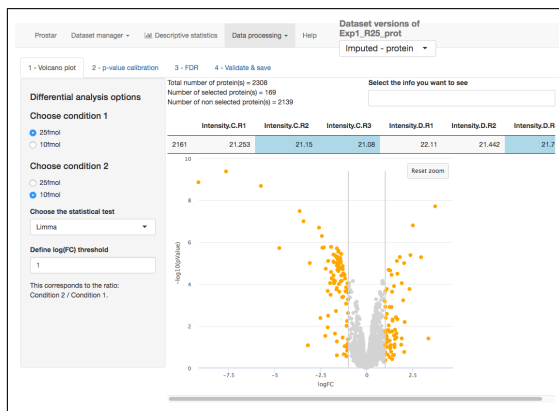 Prostar
Dataset manager
Descriptive statistics
Data processing
Help
Dataset versions of
Exp1_R25_prot
Imputed - protein
1 - Volcano plot
2 - p-value calibration
3 - FDR
4 - Validate & save
Differential analysis options
Choose condition 1
25fmol
10fmol
Choose condition 2
25fmol
10fmol
Choose the statistical test
Limma
Define log(FC) threshold
1
This corresponds to the ratio:
Condition 2 / Condition 1.
Total number of protein(s) = 2308
Number of selected protein(s) = 169
Number of non selected protein(s) = 2139
Select the info you want to see
Intensity.C.R1 Intensity.C.R2 Intensity.C.R3 Intensity.D.R1 Intensity.D.R2 Intensity.D.R
2161 21.253 21.15 21.08 22.11 21.442 21.7
Reset zoom
10
8
6
4
2
0
-log10(pValue)
-7.5 -5 -2.5 0 2.5
logFC